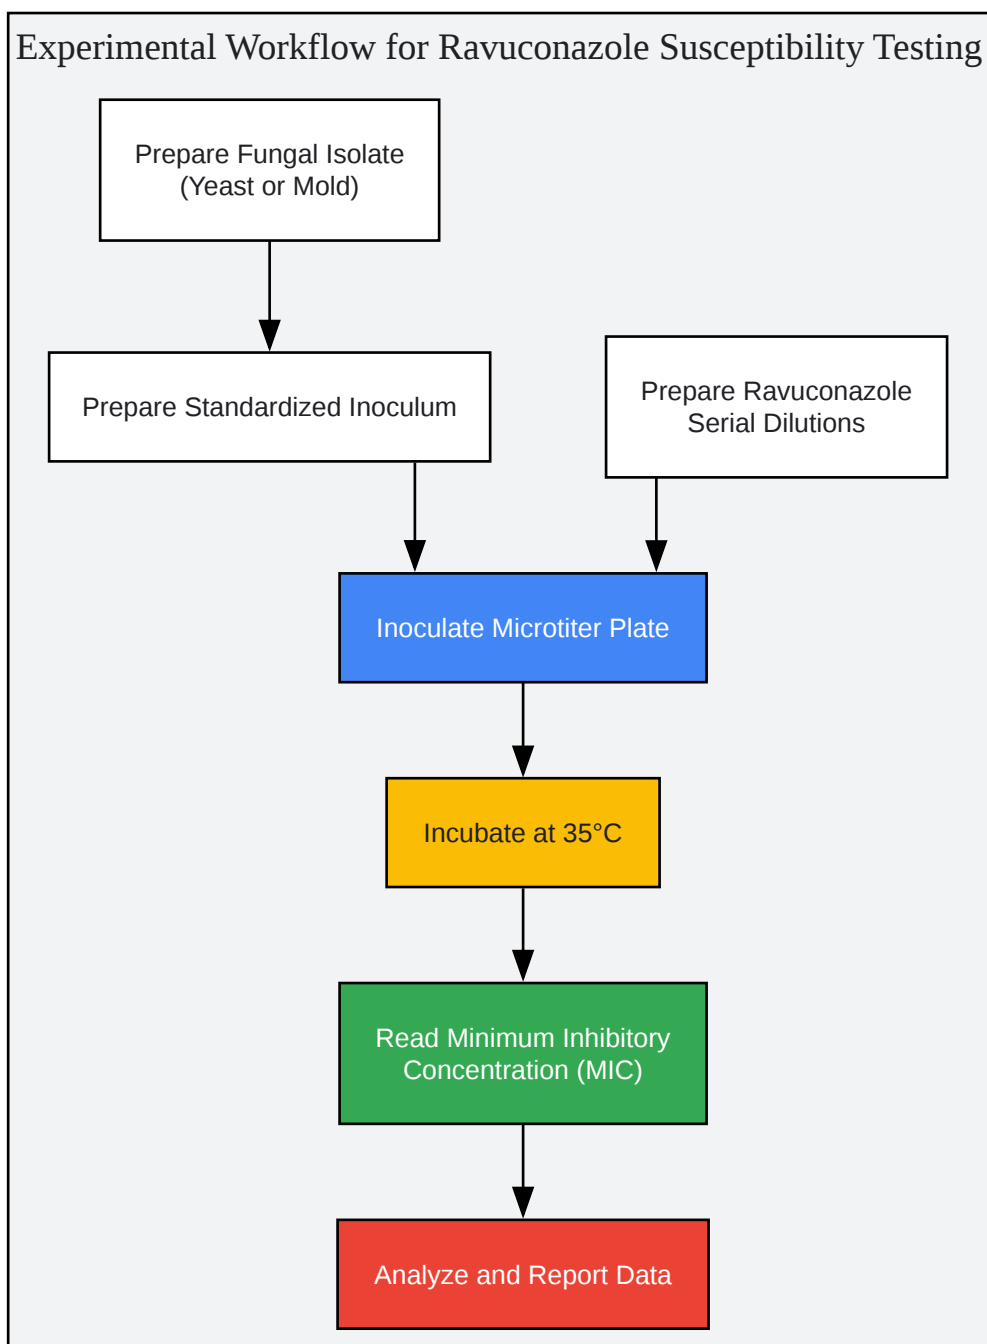 Experimental Workflow for Ravuconazole Susceptibility Testing
Prepare Fungal Isolate
(Yeast or Mold)
Prepare Standardized Inoculum
Prepare Ravuconazole
Serial Dilutions
Inoculate Microtiter Plate
Incubate at 35°C
Read Minimum Inhibitory
Concentration (MIC)
Analyze and Report Data